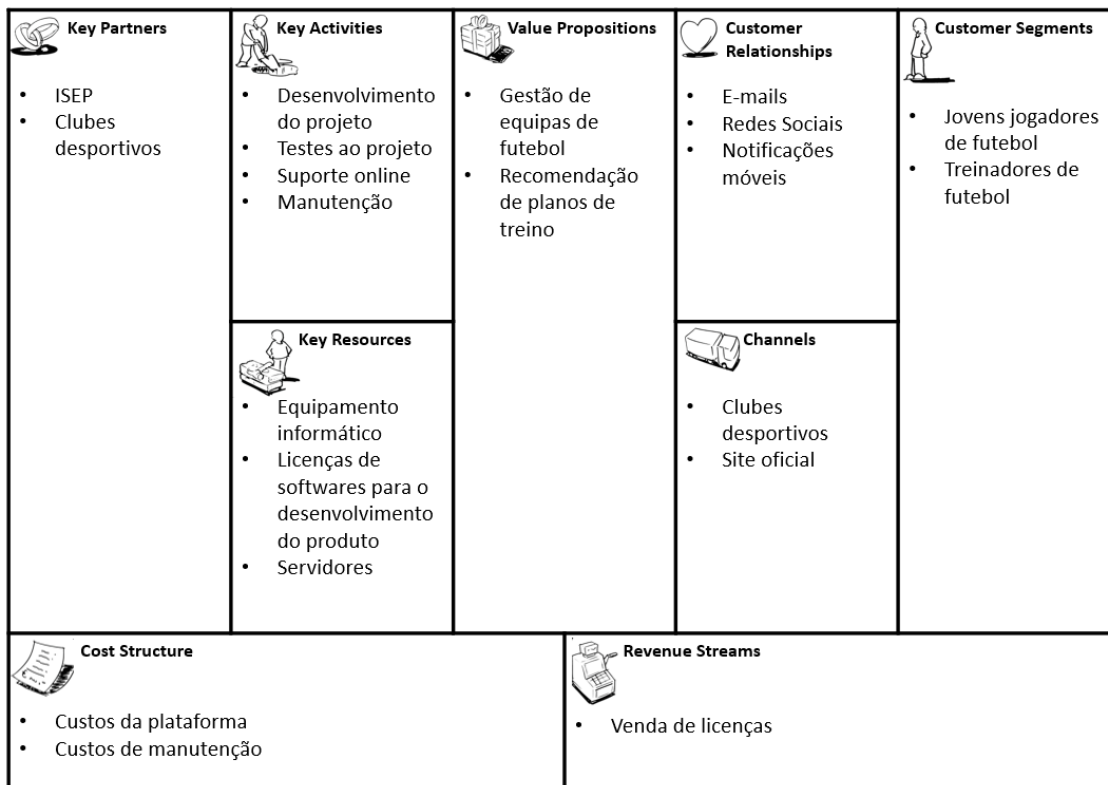 Key Partners
ISEP
Clubes
desportivos
Key Activities
Desenvolvimento
do projeto
Testes ao projeto
Suporte online
Manutenção
Key Resources
Equipamento
informático
Licenças de
softwares para o
desenvolvimento
do produto
Servidores
Value Propositions
Gestão de
equipas de
futebol
Recomendação
de planos de
treino
Customer
Relationships
E-mails
Redes Sociais
Notificações
móveis
Channels
Clubes
desportivos
Site oficial
Customer Segments
Jovens jogadores
de futebol
Treinadores de
futebol
Cost Structure
Custos da plataforma
Custos de manutenção
Revenue Streams
Venda de licenças